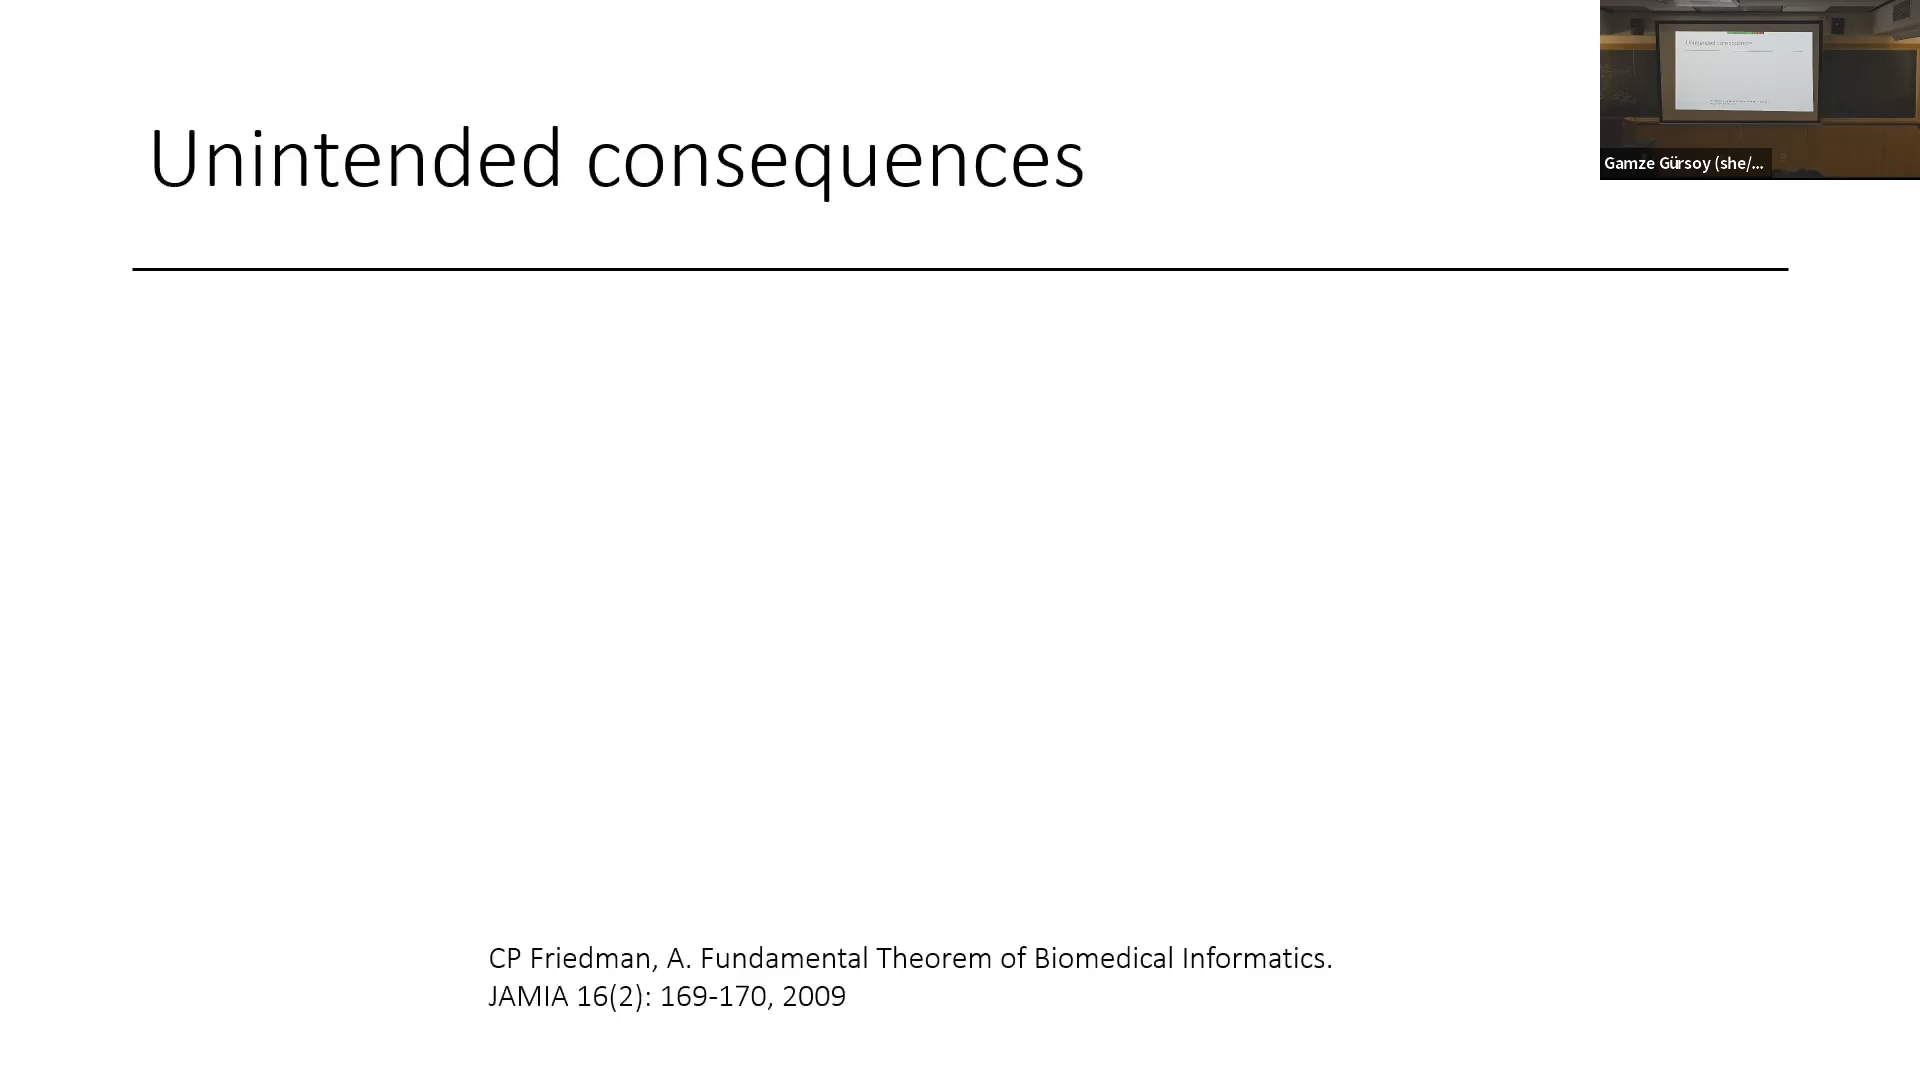 Unintended consequences
Gamze Gürsoy (she/...
CP Friedman, A. Fundamental Theorem of Biomedical Informatics.
JAMIA 16(2): 169-170, 2009